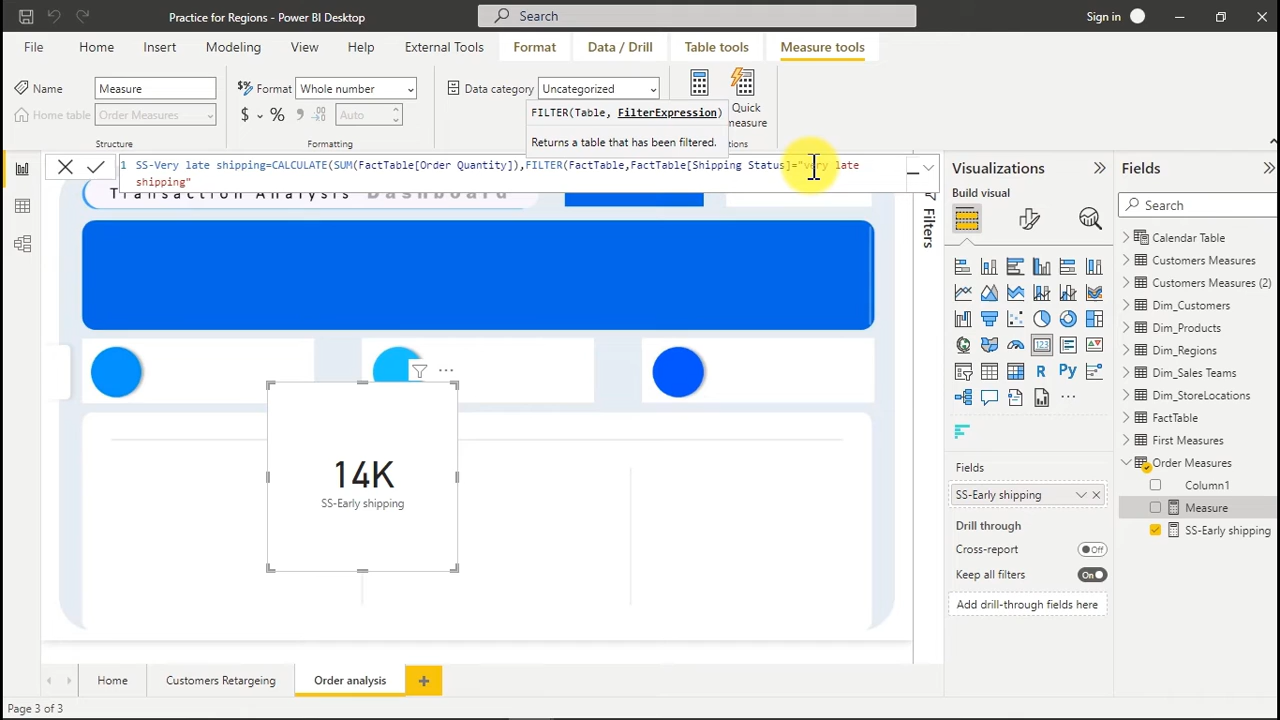 Practice for Regions - Power BI Desktop
Search
Sign in
File
Home
Insert
Modeling
View
Help
External Tools
Format
Data / Drill
Table tools
Measure tools
Name
Measure
Format
Whole number
Data category
Uncategorized
Home table
Order Measures
$
%
Auto
FILTER(Table, FilterExpression)
Returns a table that has been filtered.
Quick
measure
Structure
Formatting
1 SS-Very late shipping=CALCULATE(SUM(FactTable[Order Quantity]),FILTER(FactTable,FactTable[Shipping Status]="very late
shipping"
Transaction Analysis Dashboard
Filters
14K
SS-Early shipping
Visualizations
Build visual
123
R
Py
Fields
SS-Early shipping
Drill through
Cross-report
Off
Keep all filters
On
Add drill-through fields here
Fields
Search
Calendar Table
Customers Measures
Customers Measures (2)
Dim_Customers
Dim_Products
Dim_Regions
Dim_Sales Teams
Dim_StoreLocations
FactTable
First Measures
Order Measures
Column1
Measure
SS-Early shipping
Home
Customers Retargeing
Order analysis
Page 3 of 3